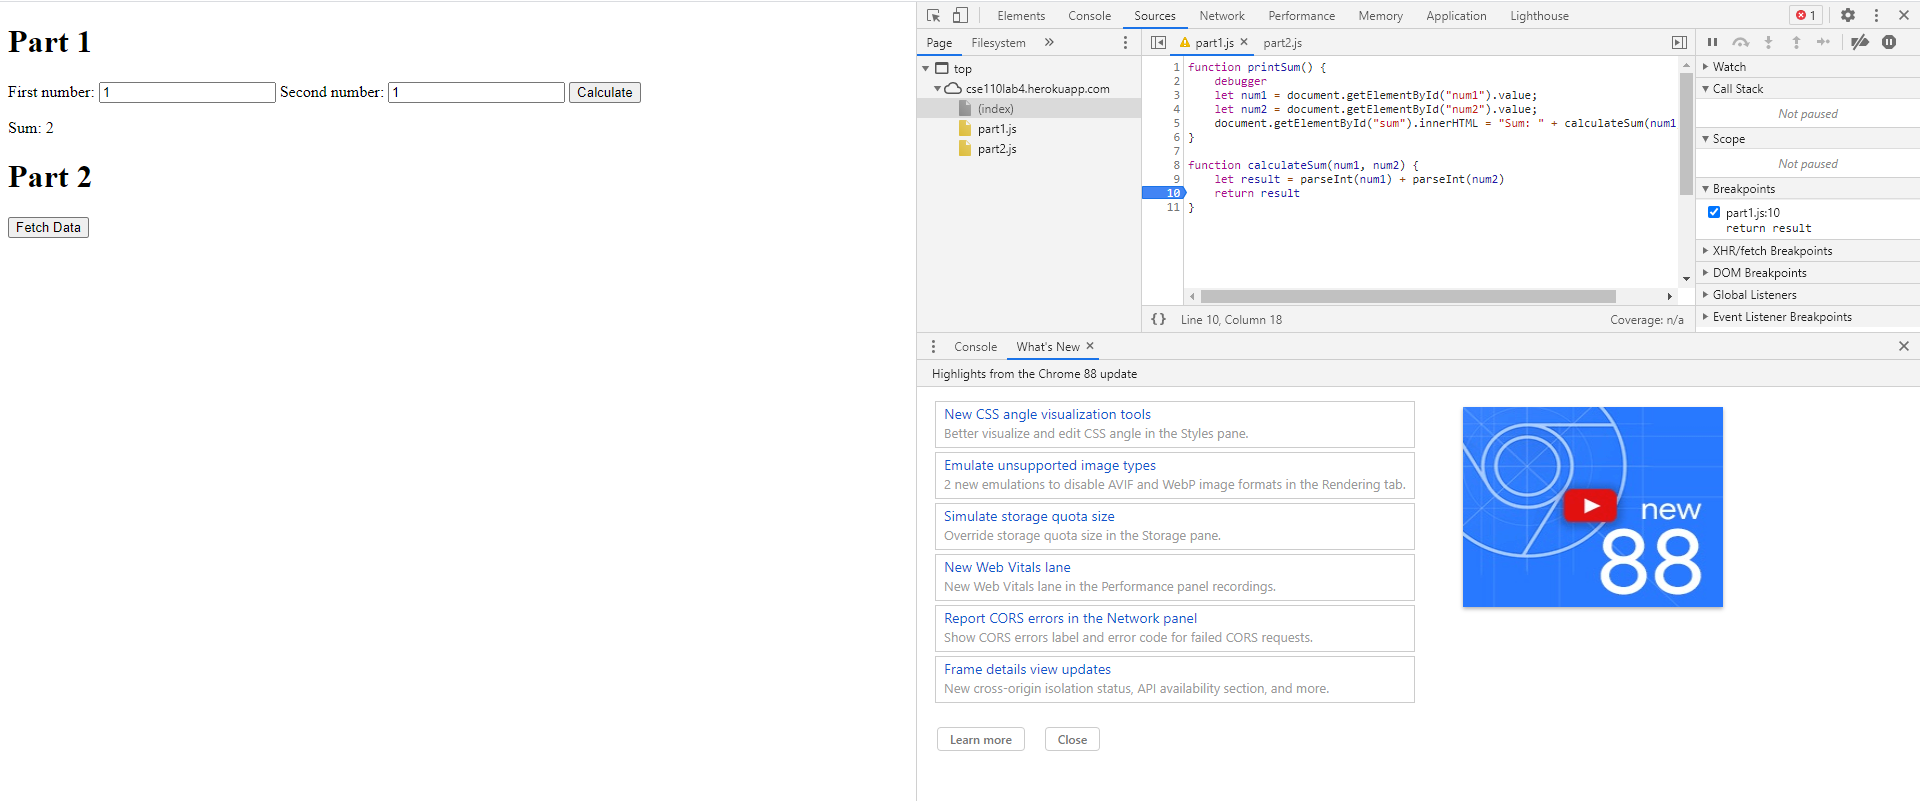 Part 1
First number: 1 Second number: 1 Calculate
Sum: 2
Part 2
Fetch Data
Elements Console Sources Network Performance Memory Application Lighthouse 1
Page Filesystem » part1.js × part2.js
top
cse110lab4.herokuapp.com
(index)
part1.js
part2.js
1 function printSum() {
2 debugger
3 let num1 = document.getElementById("num1").value;
4 let num2 = document.getElementById("num2").value;
5 document.getElementById("sum").innerHTML = "Sum: " + calculateSum(num1
6 }
7
8 function calculateSum(num1, num2) {
9 let result = parseInt(num1) + parseInt(num2)
10 return result
11 }
{} Line 10, Column 18 Coverage: n/a
Watch
Call Stack
Not paused
Scope
Not paused
Breakpoints
part1.js:10
return result
XHR/fetch Breakpoints
DOM Breakpoints
Global Listeners
Event Listener Breakpoints
Console What's New ×
Highlights from the Chrome 88 update
New CSS angle visualization tools
Better visualize and edit CSS angle in the Styles pane.
Emulate unsupported image types
2 new emulations to disable AVIF and WebP image formats in the Rendering tab.
Simulate storage quota size
Override storage quota size in the Storage pane.
New Web Vitals lane
New Web Vitals lane in the Performance panel recordings.
Report CORS errors in the Network panel
Show CORS errors label and error code for failed CORS requests.
Frame details view updates
New cross-origin isolation status, API availability section, and more.
Learn more Close
new
88